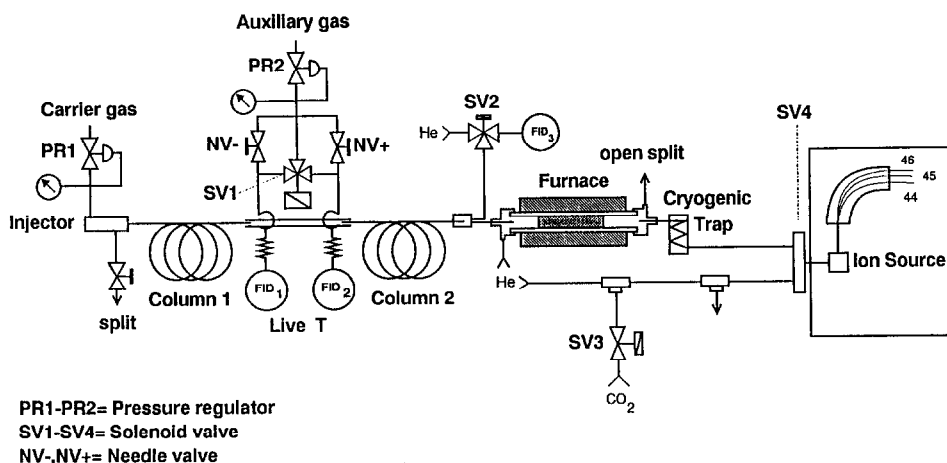 Auxiliary gas
PR2
Carrier gas
PR1
NV-
NV+
SV1
SV2
He
FID3
SV4
open split
Furnace
Cryogenic
Trap
46
45
44
Injector
Ion Source
Column 1
FID1
FID2
Column 2
He
split
Live T
SV3
CO2
PR1-PR2= Pressure regulator
SV1-SV4= Solenoid valve
NV-,NV+= Needle valve